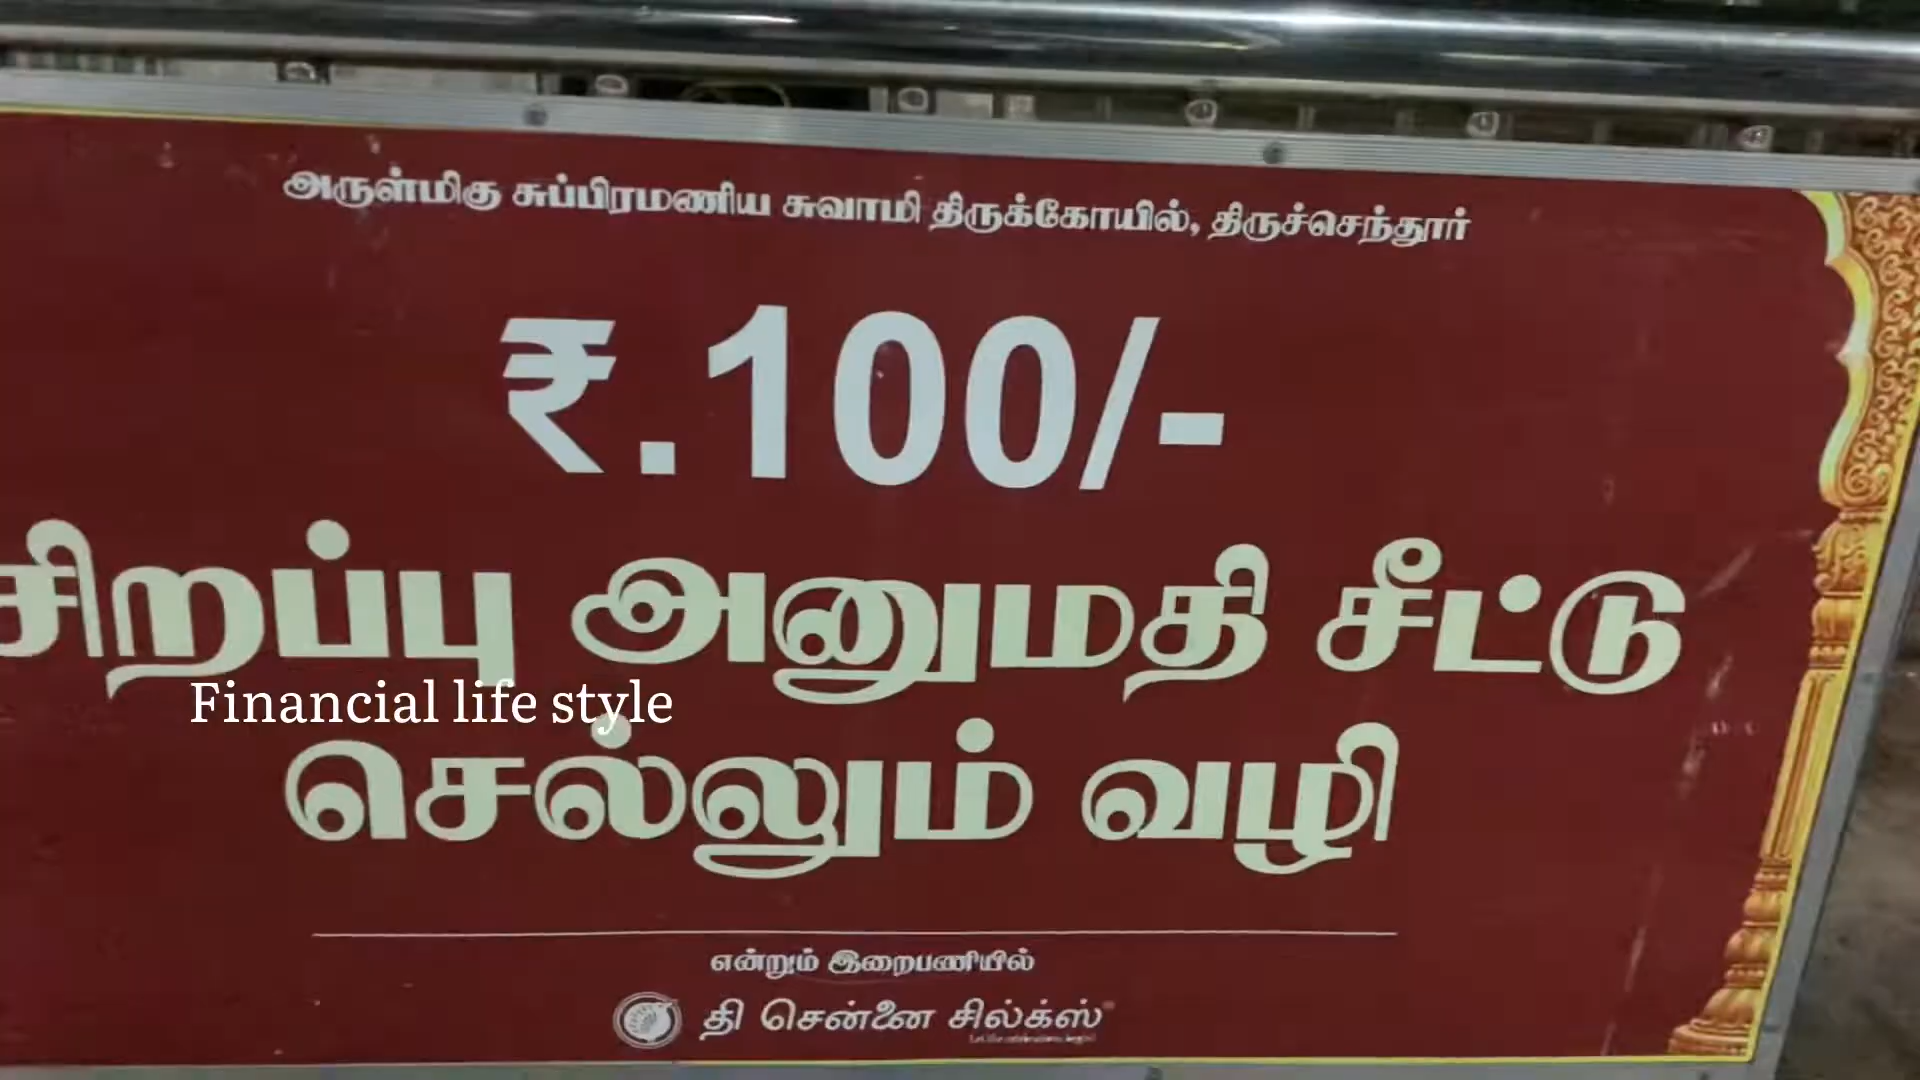 அருள்மிகு சுப்பிரமணிய சுவாமி திருக்கோயில், திருச்செந்தூர்
₹.100/-
சிறப்பு அனுமதி சீட்டு
Financial life style
செல்லும் வழி
என்றும் இறைபணியில்
தி சென்னை சில்க்ஸ்